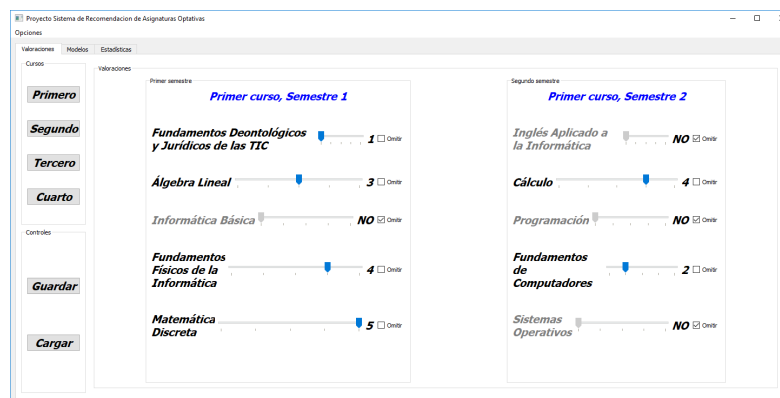 Proyecto Sistema de Recomendacion de Asignaturas Optativas
Opciones
Valoraciones Modelos Estadísticas
Cursos
Primero
Segundo
Tercero
Cuarto
Controles
Guardar
Cargar
Valoraciones
Primer semestre
Primer curso, Semestre 1
Fundamentos Deontológicos
y Jurídicos de las TIC 1 Omitir
Álgebra Lineal 3 Omitir
Informática Básica NO Omitir
Fundamentos
Físicos de la 4 Omitir
Informática
Matemática
Discreta 5 Omitir
Segundo semestre
Primer curso, Semestre 2
Inglés Aplicado a
la Informática NO Omitir
Cálculo 4 Omitir
Programación NO Omitir
Fundamentos
de 2 Omitir
Computadores
Sistemas
Operativos NO Omitir